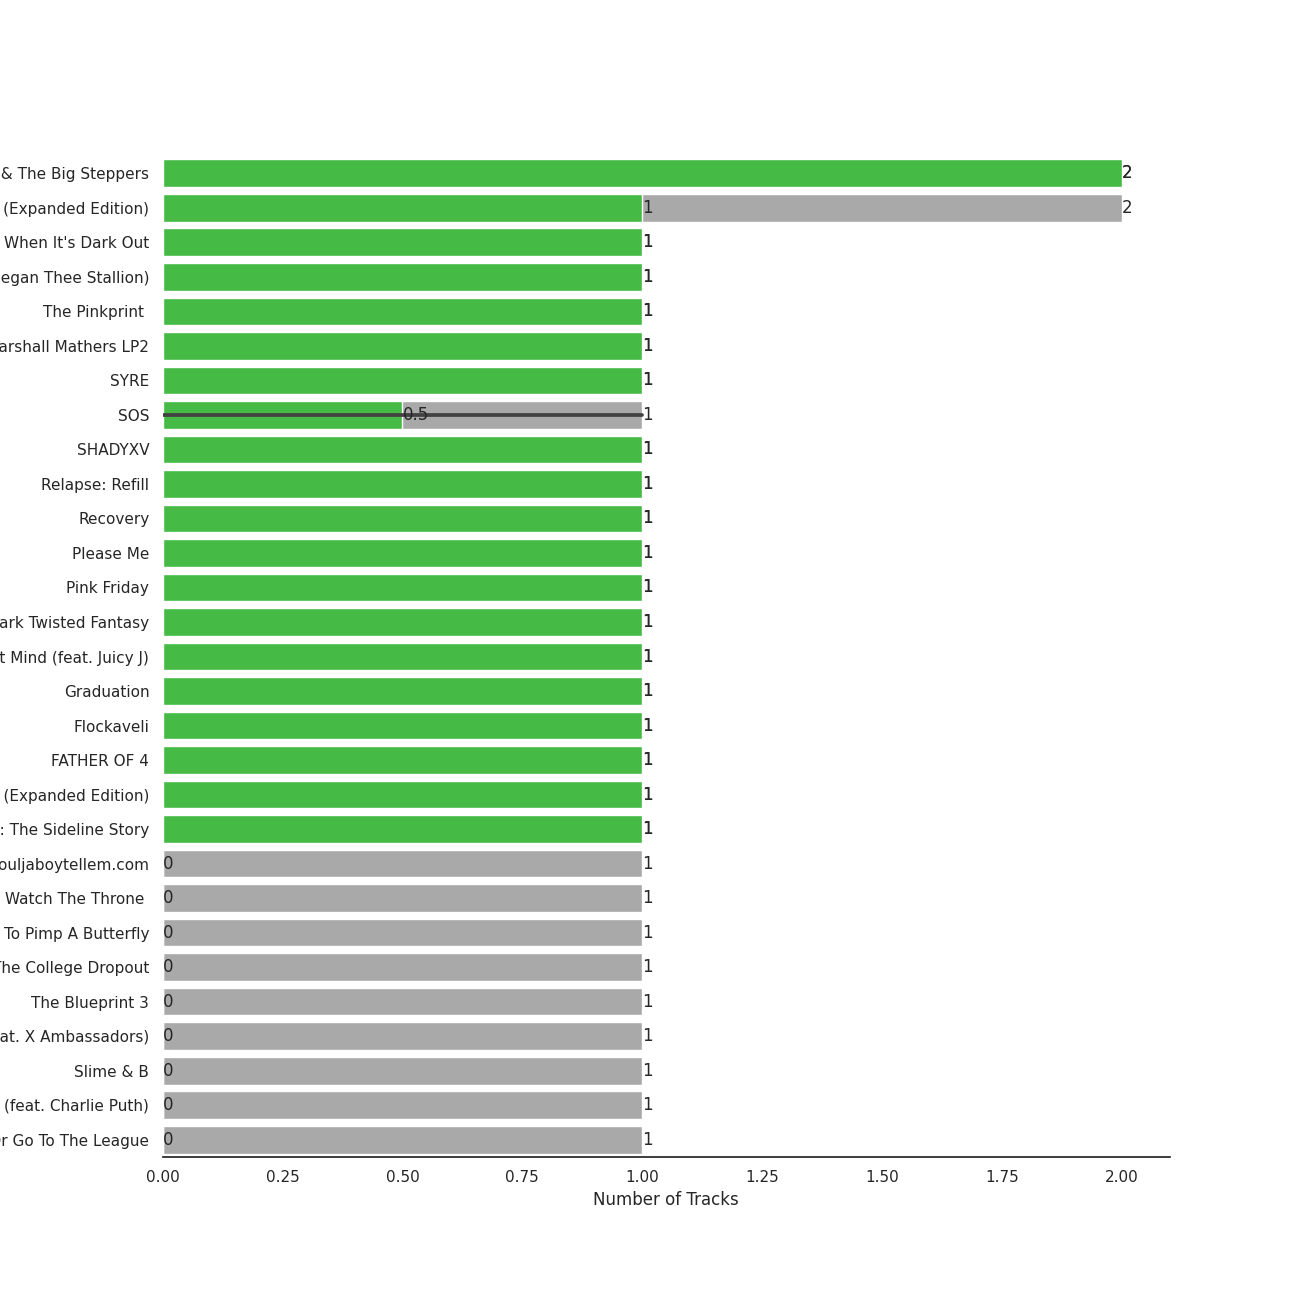 & The Big Steppers 2
(Expanded Edition) 1 2
When It's Dark Out 1
egan Thee Stallion) 1
The Pinkprint 1
arshall Mathers LP2 1
SYRE 1
SOS 0.5 1
SHADYXV 1
Relapse: Refill 1
Recovery 1
Please Me 1
Pink Friday 1
ark Twisted Fantasy 1
t Mind (feat. Juicy J) 1
Graduation 1
Flockaveli 1
FATHER OF 4 1
(Expanded Edition) 1
: The Sideline Story 1
ouljaboytellem.com 0 1
Watch The Throne 0 1
To Pimp A Butterfly 0 1
The College Dropout 0 1
The Blueprint 3 0 1
at. X Ambassadors) 0 1
Slime & B 0 1
(feat. Charlie Puth) 0 1
r Go To The League 0 1
0.00 0.25 0.50 0.75 1.00 1.25 1.50 1.75 2.00
Number of Tracks